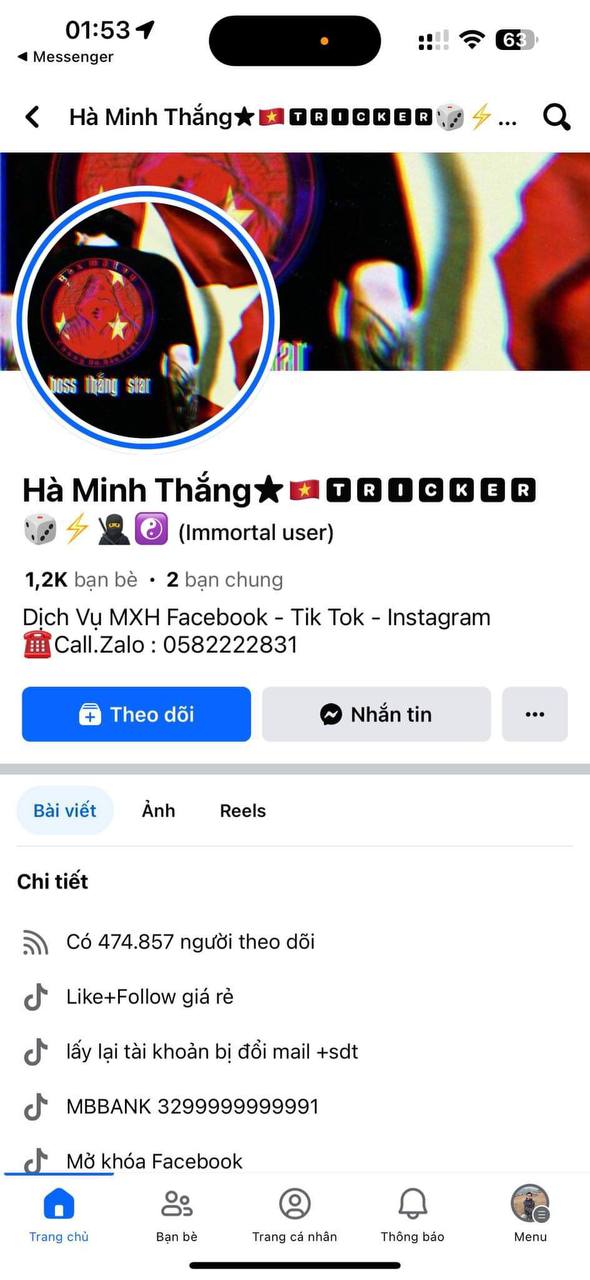 01:53
63
◀ Messenger
Hà Minh Thắng★🇻🇳🆃🆁🅸🅲🅺🅴🆁🎲⚡...
boss thắng star
star
Hà Minh Thắng★🇻🇳🆃🆁🅸🅲🅺🅴🆁
🎲⚡🥷☯️ (Immortal user)
1,2K bạn bè • 2 bạn chung
Dịch Vụ MXH Facebook - Tik Tok - Instagram
☎️Call.Zalo : 0582222831
Theo dõi
Nhắn tin
Bài viết
Ảnh
Reels
Chi tiết
Có 474.857 người theo dõi
Like+Follow giá rẻ
lấy lại tài khoản bị đổi mail +sdt
MBBANK 3299999999991
Mở khóa Facebook
Trang chủ
Bạn bè
Trang cá nhân
Thông báo
Menu